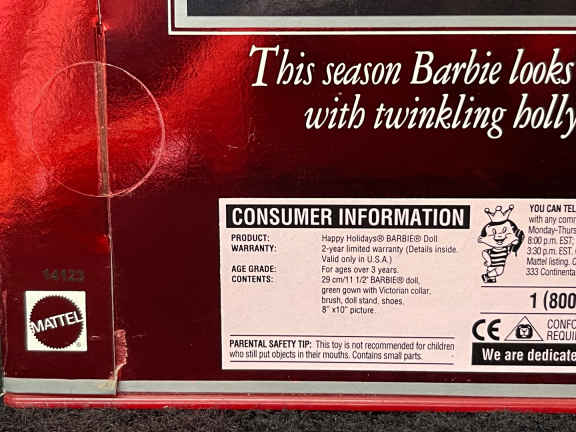 This season Barbie looks
with twinkling holly
CONSUMER INFORMATION
PRODUCT: Happy Holidays® BARBIE® Doll
WARRANTY: 2-year limited warranty (Details inside.
Valid only in U.S.A.)
AGE GRADE: For ages over 3 years.
CONTENTS: 29 cm/11 1/2" BARBIE® doll,
green gown with Victorian collar,
brush, doll stand, shoes,
8" x10" picture.
PARENTAL SAFETY TIP: This toy is not recommended for children
who still put objects in their mouths. Contains small parts.
YOU CAN TEL
with any comm
Monday-Thurs
8:00 p.m. EST;
3:30 p.m. EST.
Mattel listing.
333 Continenta
1 (800
CE
CONFO
REQUI
We are dedicate
14123
MATTEL